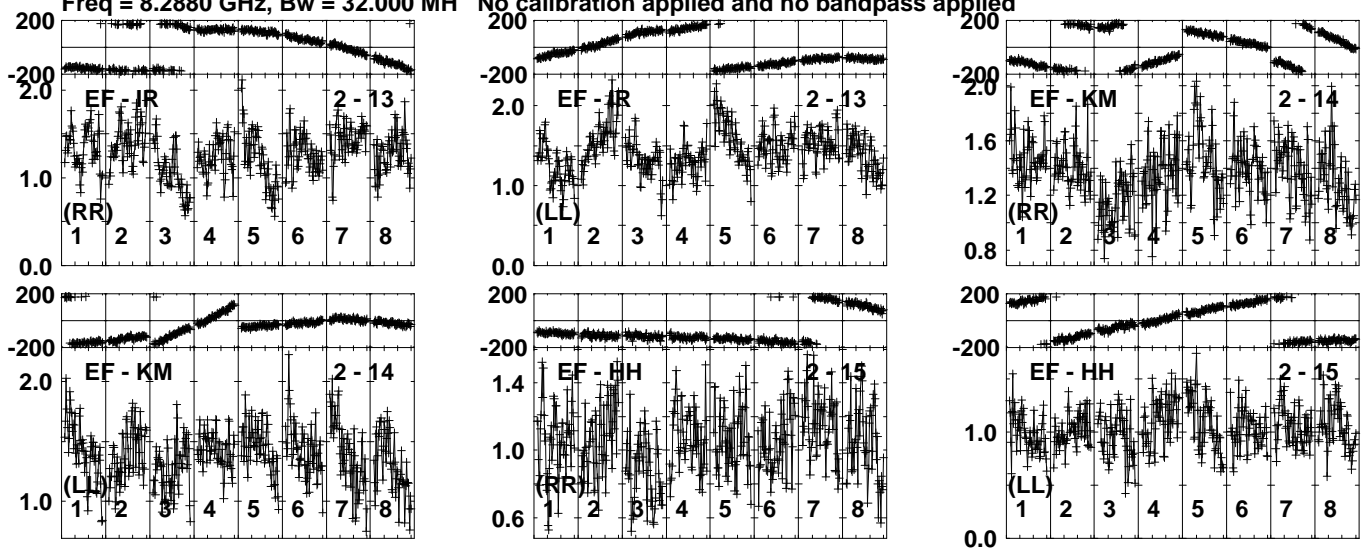 Freq = 8.2880 GHz, Bw = 32.000 MH No calibration applied and no bandpass applied
200 200 200
-200 -200 -200
2.0 EF - IR 2 - 13
2.0 EF - IR 2 - 13
2.0 EF - KM 2 - 14
1.6
1.4
1.0 1.0 1.2
(RR) (LL) (RR)
1 2 3 4 5 6 7 8
1 2 3 4 5 6 7 8
1 2 3 4 5 6 7 8
0.8
0.0 0.0
200 200 200
-200 -200 -200
2.0 EF - KM 2 - 14
1.4 EF - HH 2 - 15
EF - HH 2 - 15
1.0 1.0 1.0
(LL) (RR) (LL)
1 2 3 4 5 6 7 8
0.6 1 2 3 4 5 6 7 8
1 2 3 4 5 6 7 8
0.0